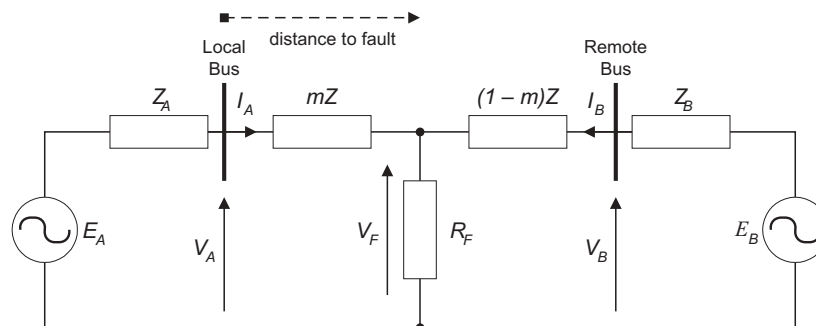 distance to fault
Local
Bus
Remote
Bus
Z_A
I_A
mZ
(1 – m)Z
I_B
Z_B
E_A
V_A
V_F
R_F
V_B
E_B